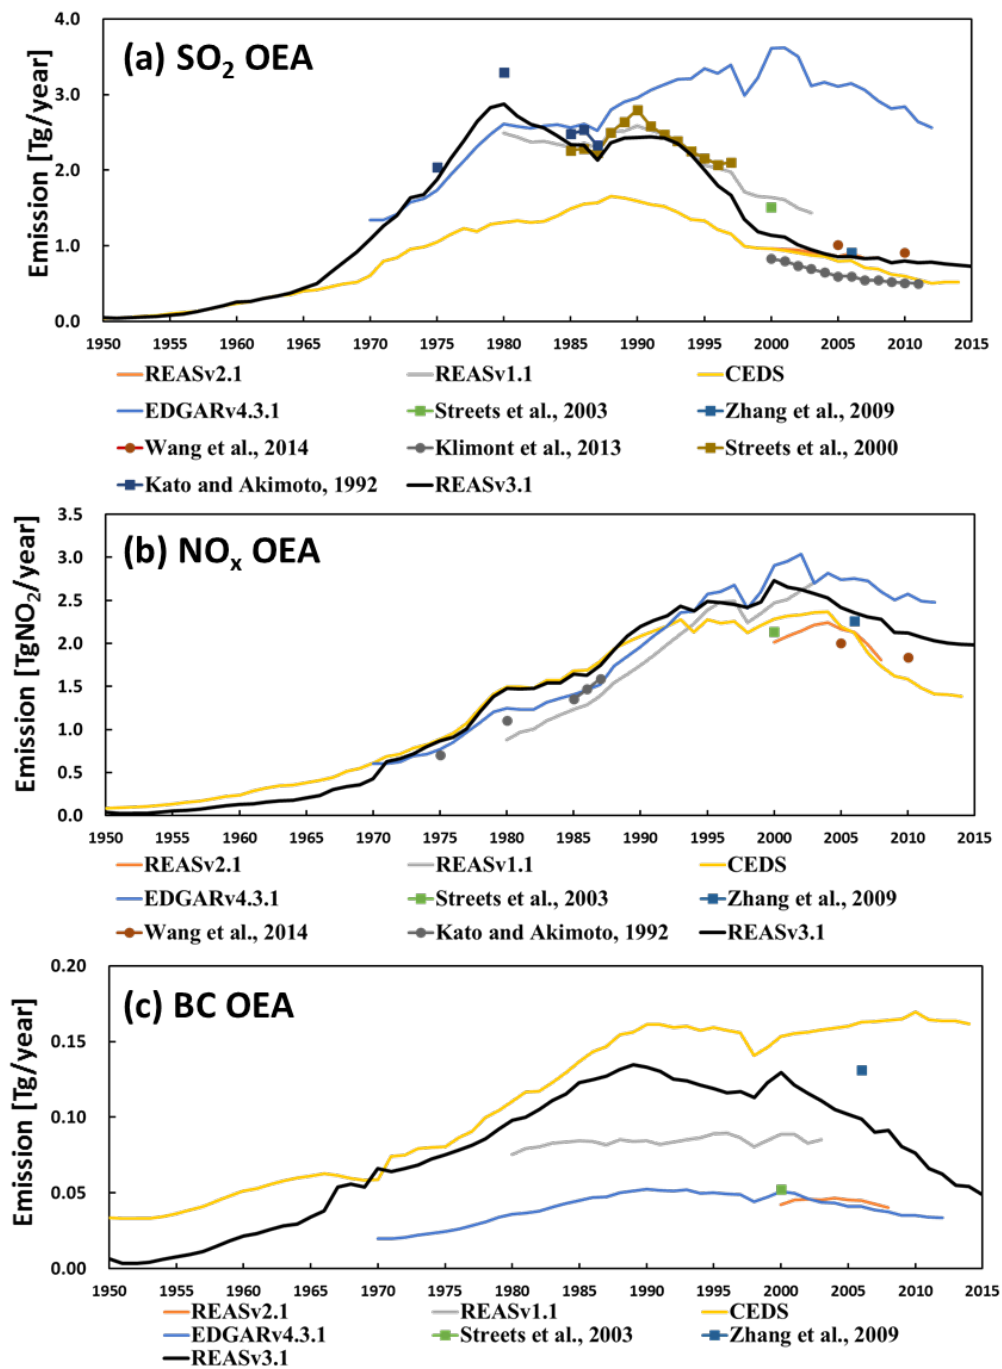 (a) SO2 OEA
Emission [Tg/year]
4.0
3.0
2.0
1.0
0.0
1950 1955 1960 1965 1970 1975 1980 1985 1990 1995 2000 2005 2010 2015
REASv2.1 REASv1.1 CEDS
EDGARv4.3.1 Streets et al., 2003 Zhang et al., 2009
Wang et al., 2014 Klimont et al., 2013 Streets et al., 2000
Kato and Akimoto, 1992 REASv3.1
(b) NOx OEA
Emission [TgNO2/year]
3.5
3.0
2.5
2.0
1.5
1.0
0.5
0.0
1950 1955 1960 1965 1970 1975 1980 1985 1990 1995 2000 2005 2010 2015
REASv2.1 REASv1.1 CEDS
EDGARv4.3.1 Streets et al., 2003 Zhang et al., 2009
Wang et al., 2014 Kato and Akimoto, 1992 REASv3.1
(c) BC OEA
Emission [Tg/year]
0.20
0.15
0.10
0.05
0.00
1950 1955 1960 1965 1970 1975 1980 1985 1990 1995 2000 2005 2010 2015
REASv2.1 REASv1.1 CEDS
EDGARv4.3.1 Streets et al., 2003 Zhang et al., 2009
REASv3.1